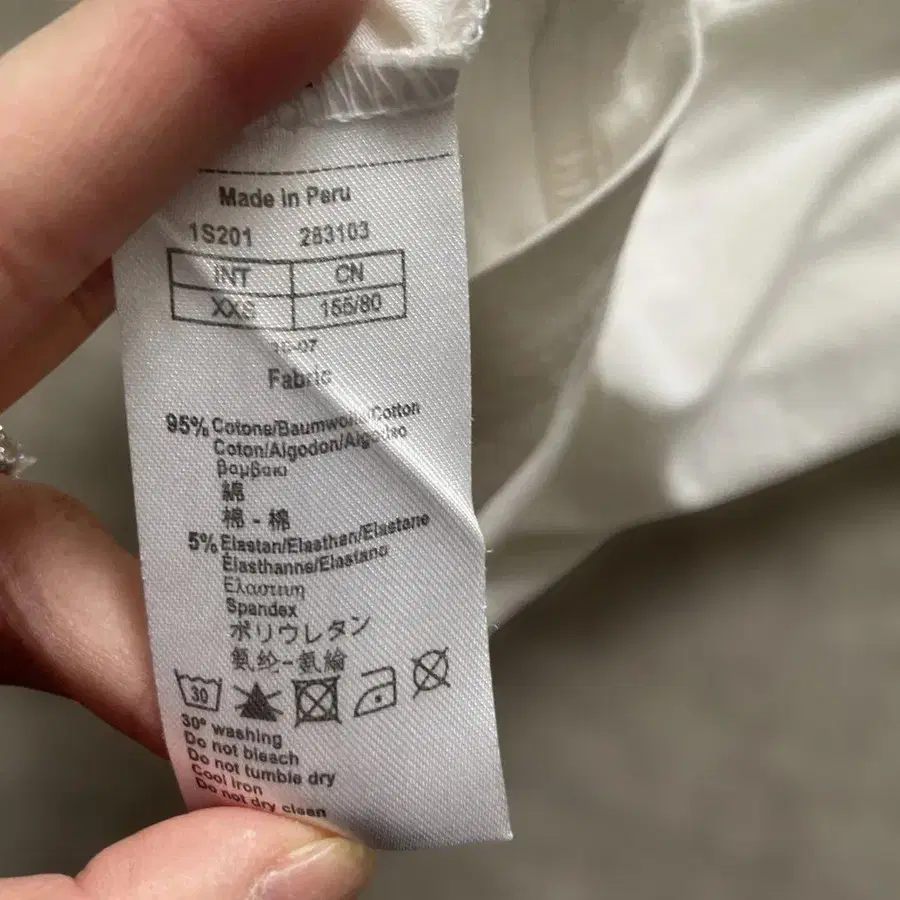 Made in Peru
1S201 283103
INT CN
XXS 155/80
-07
Fabric
95% Cotone/Baumwolle/Cotton
Coton/Algodon/Algodao
βαμβακι
綿
棉 - 棉
5% Elastan/Elasthan/Elastane
Élasthanne/Elastano
Ελαστινη
Spandex
ポリウレタン
氨纶-氨綸
30
30° washing
Do not bleach
Do not tumble dry
Cool iron
Do not dry clean